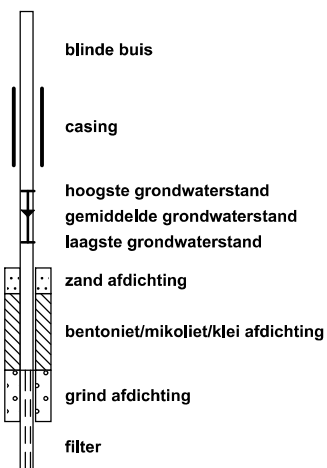 blinde buis
casing
hoogste grondwaterstand
gemiddelde grondwaterstand
laagste grondwaterstand
zand afdichting
bentoniet/mikoliet/klei afdichting
grind afdichting
filter